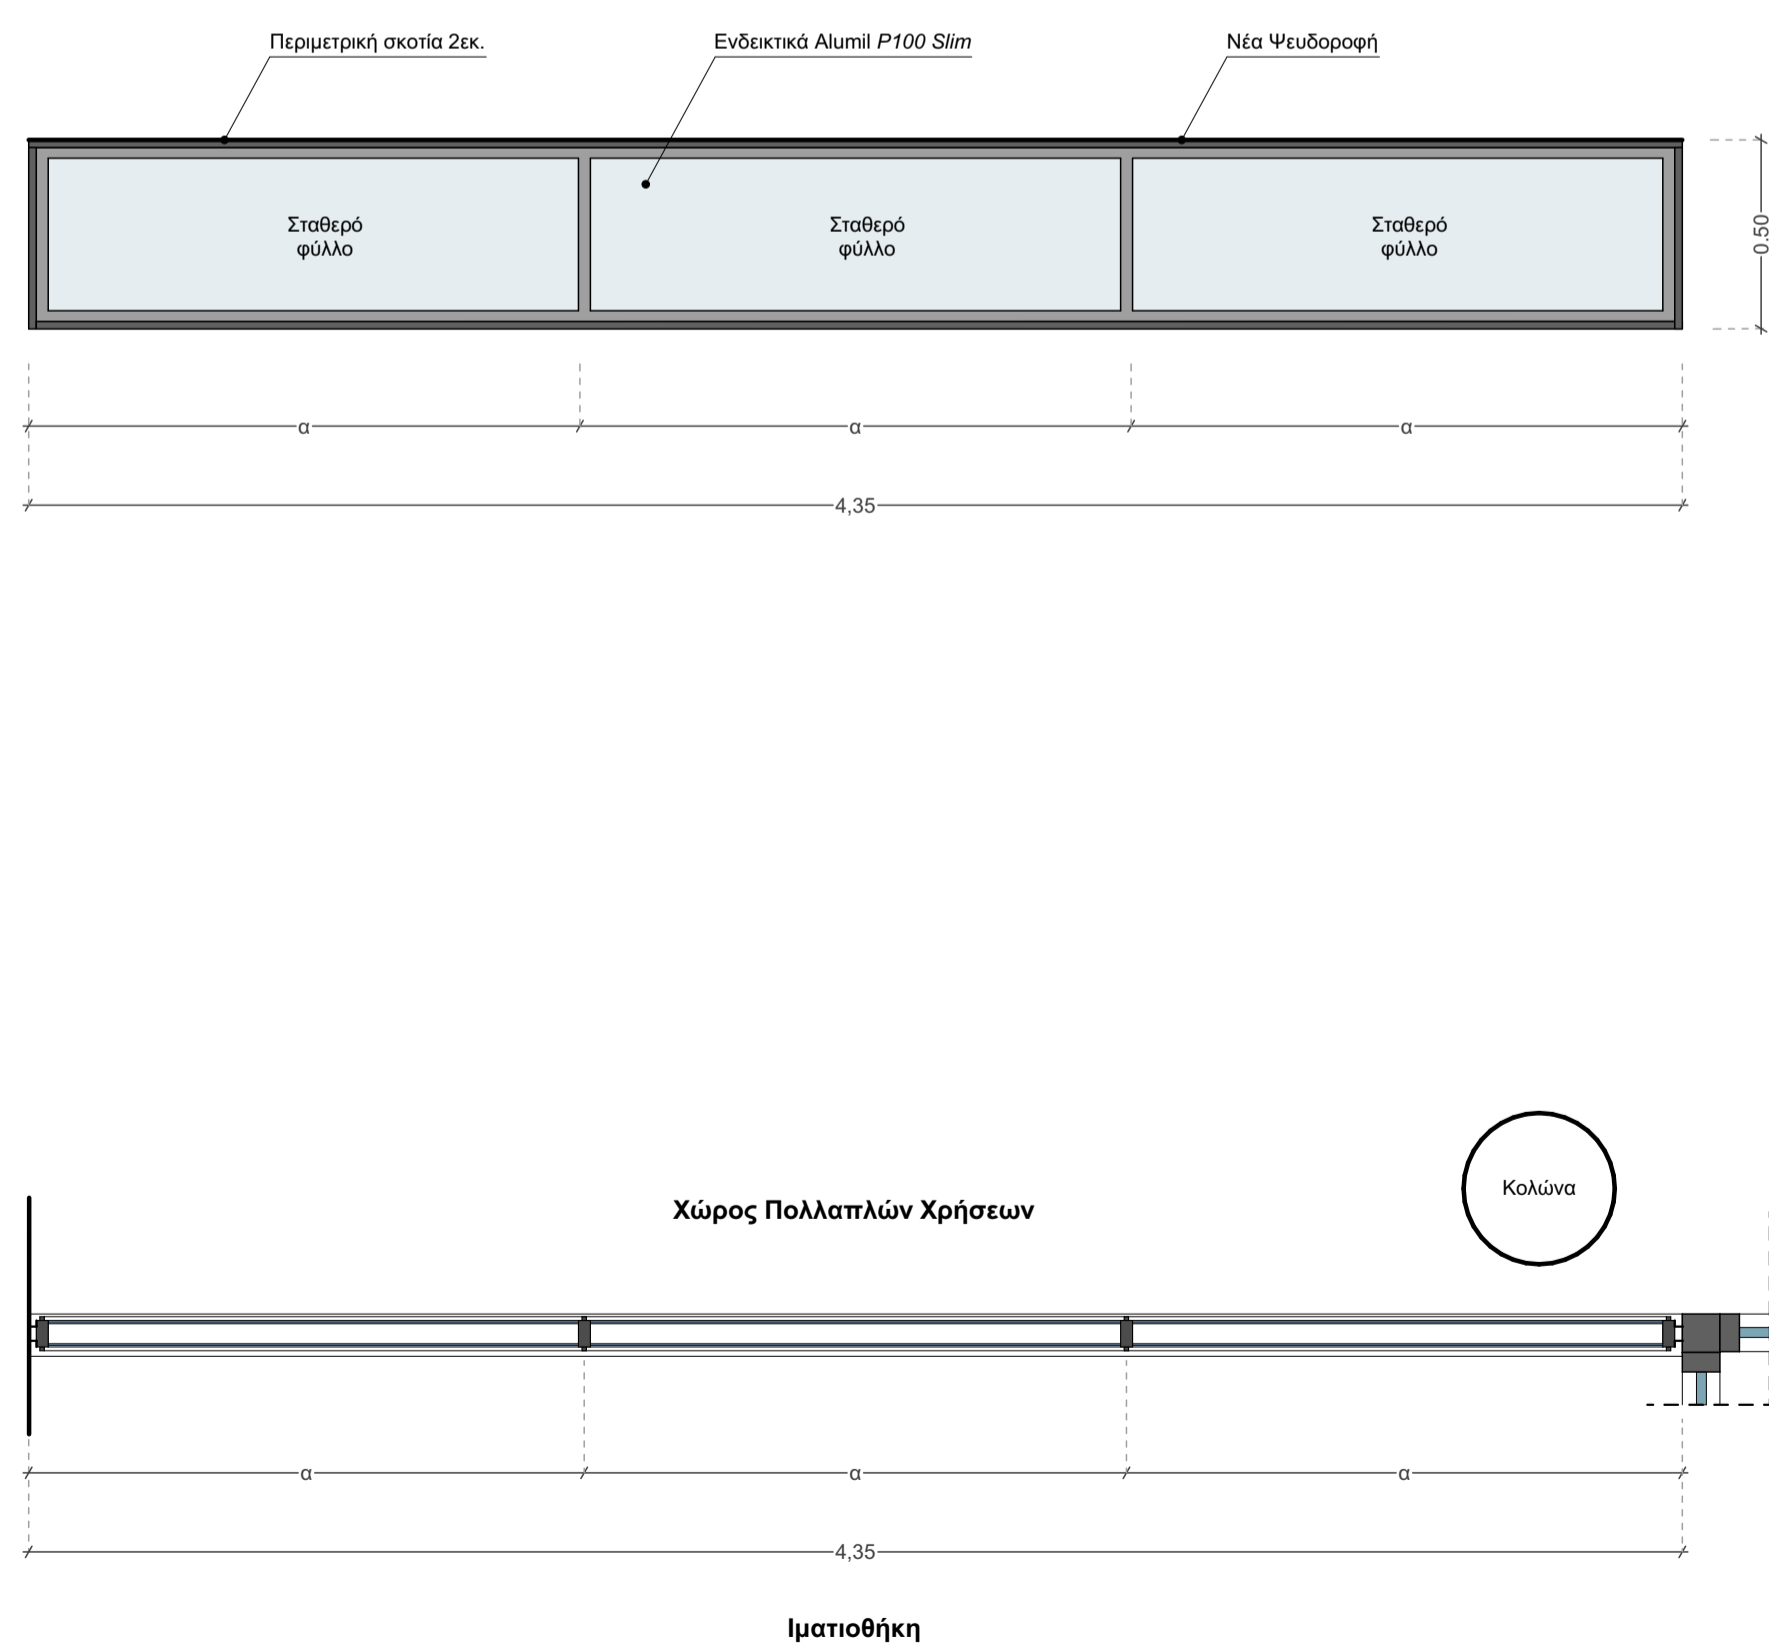 Περιμετρική σκοτία 2εκ.
Ενδεικτικά Alumil P100 Slim
Νέα Ψευδοροφή
Σταθερό
φύλλο
Σταθερό
φύλλο
Σταθερό
φύλλο
0.50
α
α
α
4,35
Κολώνα
Χώρος Πολλαπλών Χρήσεων
α
α
α
4,35
Ιματιοθήκη